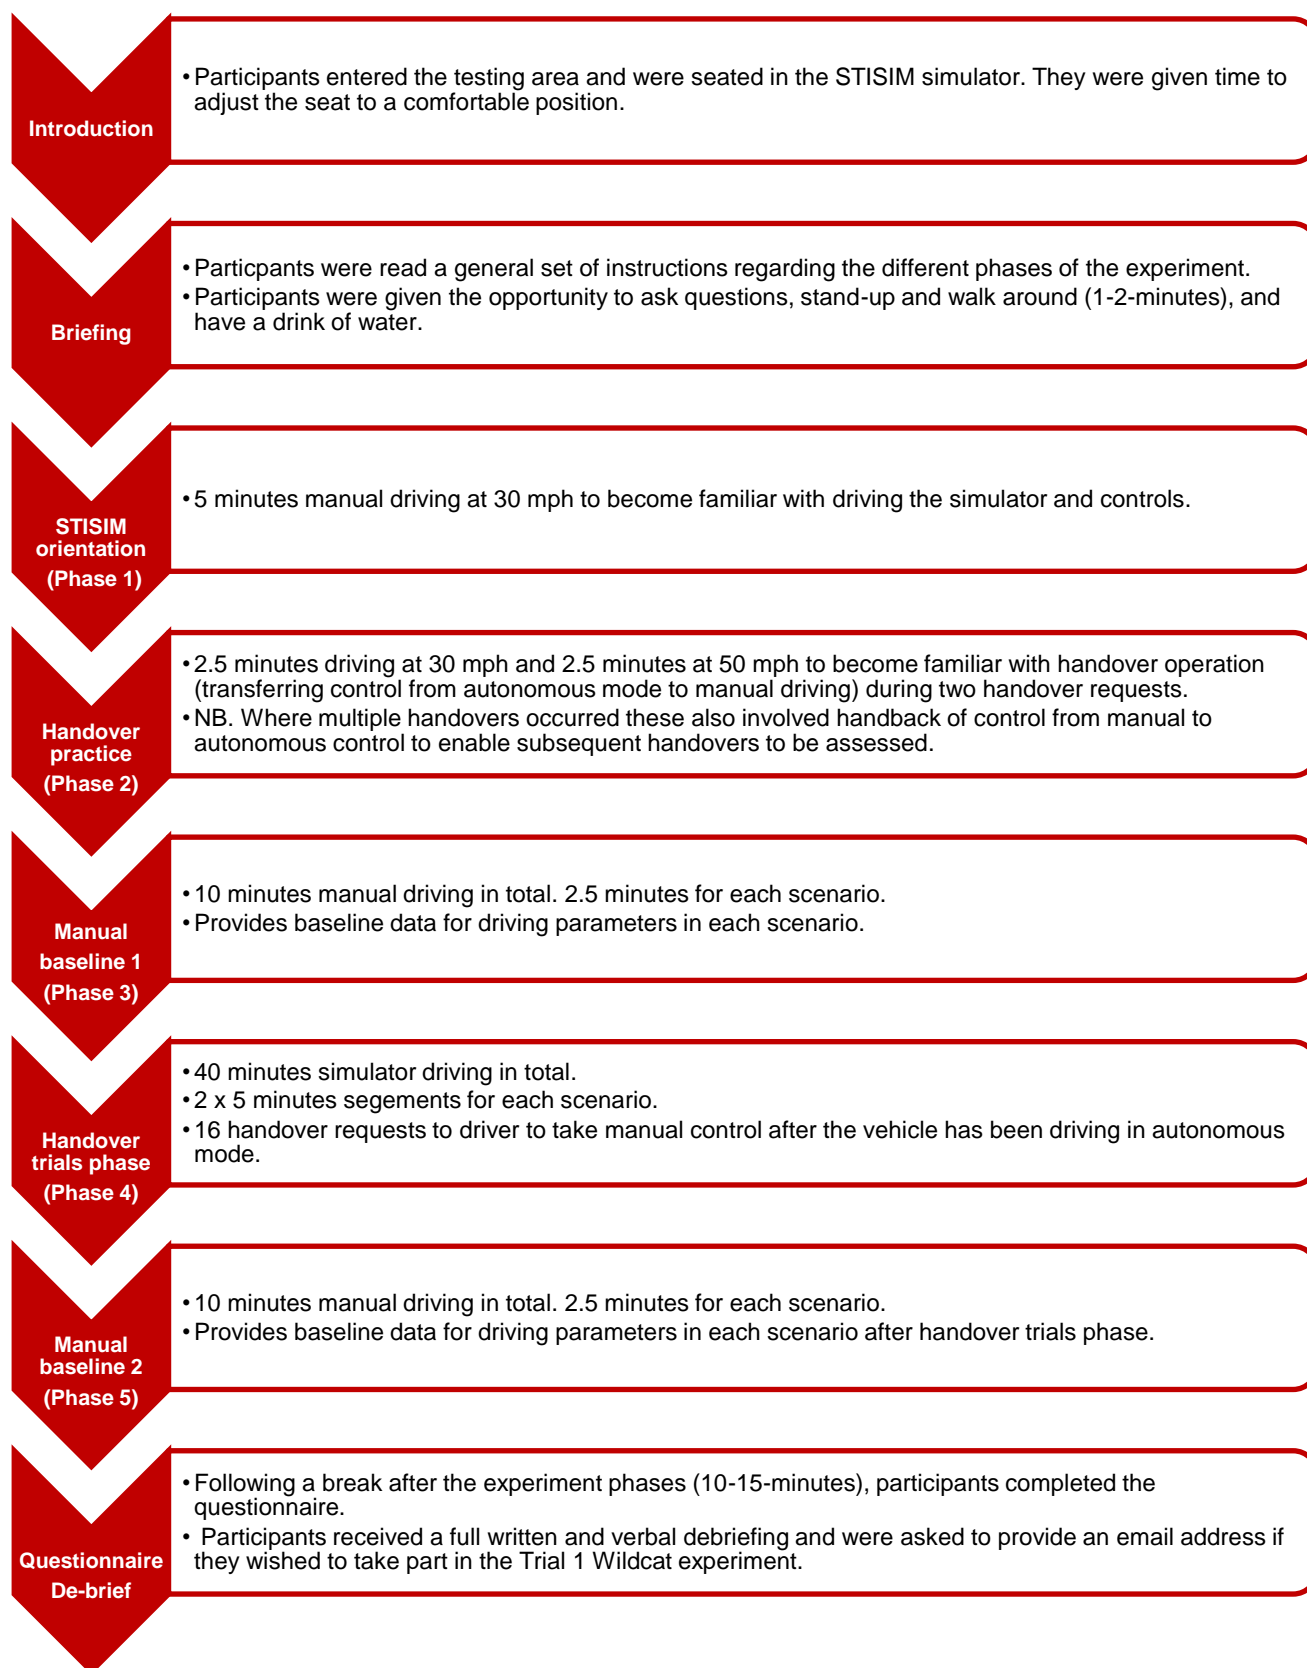 Introduction
•Participants entered the testing area and were seated in the STISIM simulator. They were given time to
adjust the seat to a comfortable position.
Briefing
•Particpants were read a general set of instructions regarding the different phases of the experiment.
•Participants were given the opportunity to ask questions, stand-up and walk around (1-2-minutes), and
have a drink of water.
STISIM
orientation
(Phase 1)
•5 minutes manual driving at 30 mph to become familiar with driving the simulator and controls.
Handover
practice
(Phase 2)
•2.5 minutes driving at 30 mph and 2.5 minutes at 50 mph to become familiar with handover operation
(transferring control from autonomous mode to manual driving) during two handover requests.
•NB. Where multiple handovers occurred these also involved handback of control from manual to
autonomous control to enable subsequent handovers to be assessed.
Manual
baseline 1
(Phase 3)
•10 minutes manual driving in total. 2.5 minutes for each scenario.
•Provides baseline data for driving parameters in each scenario.
Handover
trials phase
(Phase 4)
•40 minutes simulator driving in total.
•2 x 5 minutes segements for each scenario.
•16 handover requests to driver to take manual control after the vehicle has been driving in autonomous
mode.
Manual
baseline 2
(Phase 5)
•10 minutes manual driving in total. 2.5 minutes for each scenario.
•Provides baseline data for driving parameters in each scenario after handover trials phase.
Questionnaire
De-brief
•Following a break after the experiment phases (10-15-minutes), participants completed the
questionnaire.
• Participants received a full written and verbal debriefing and were asked to provide an email address if
they wished to take part in the Trial 1 Wildcat experiment.